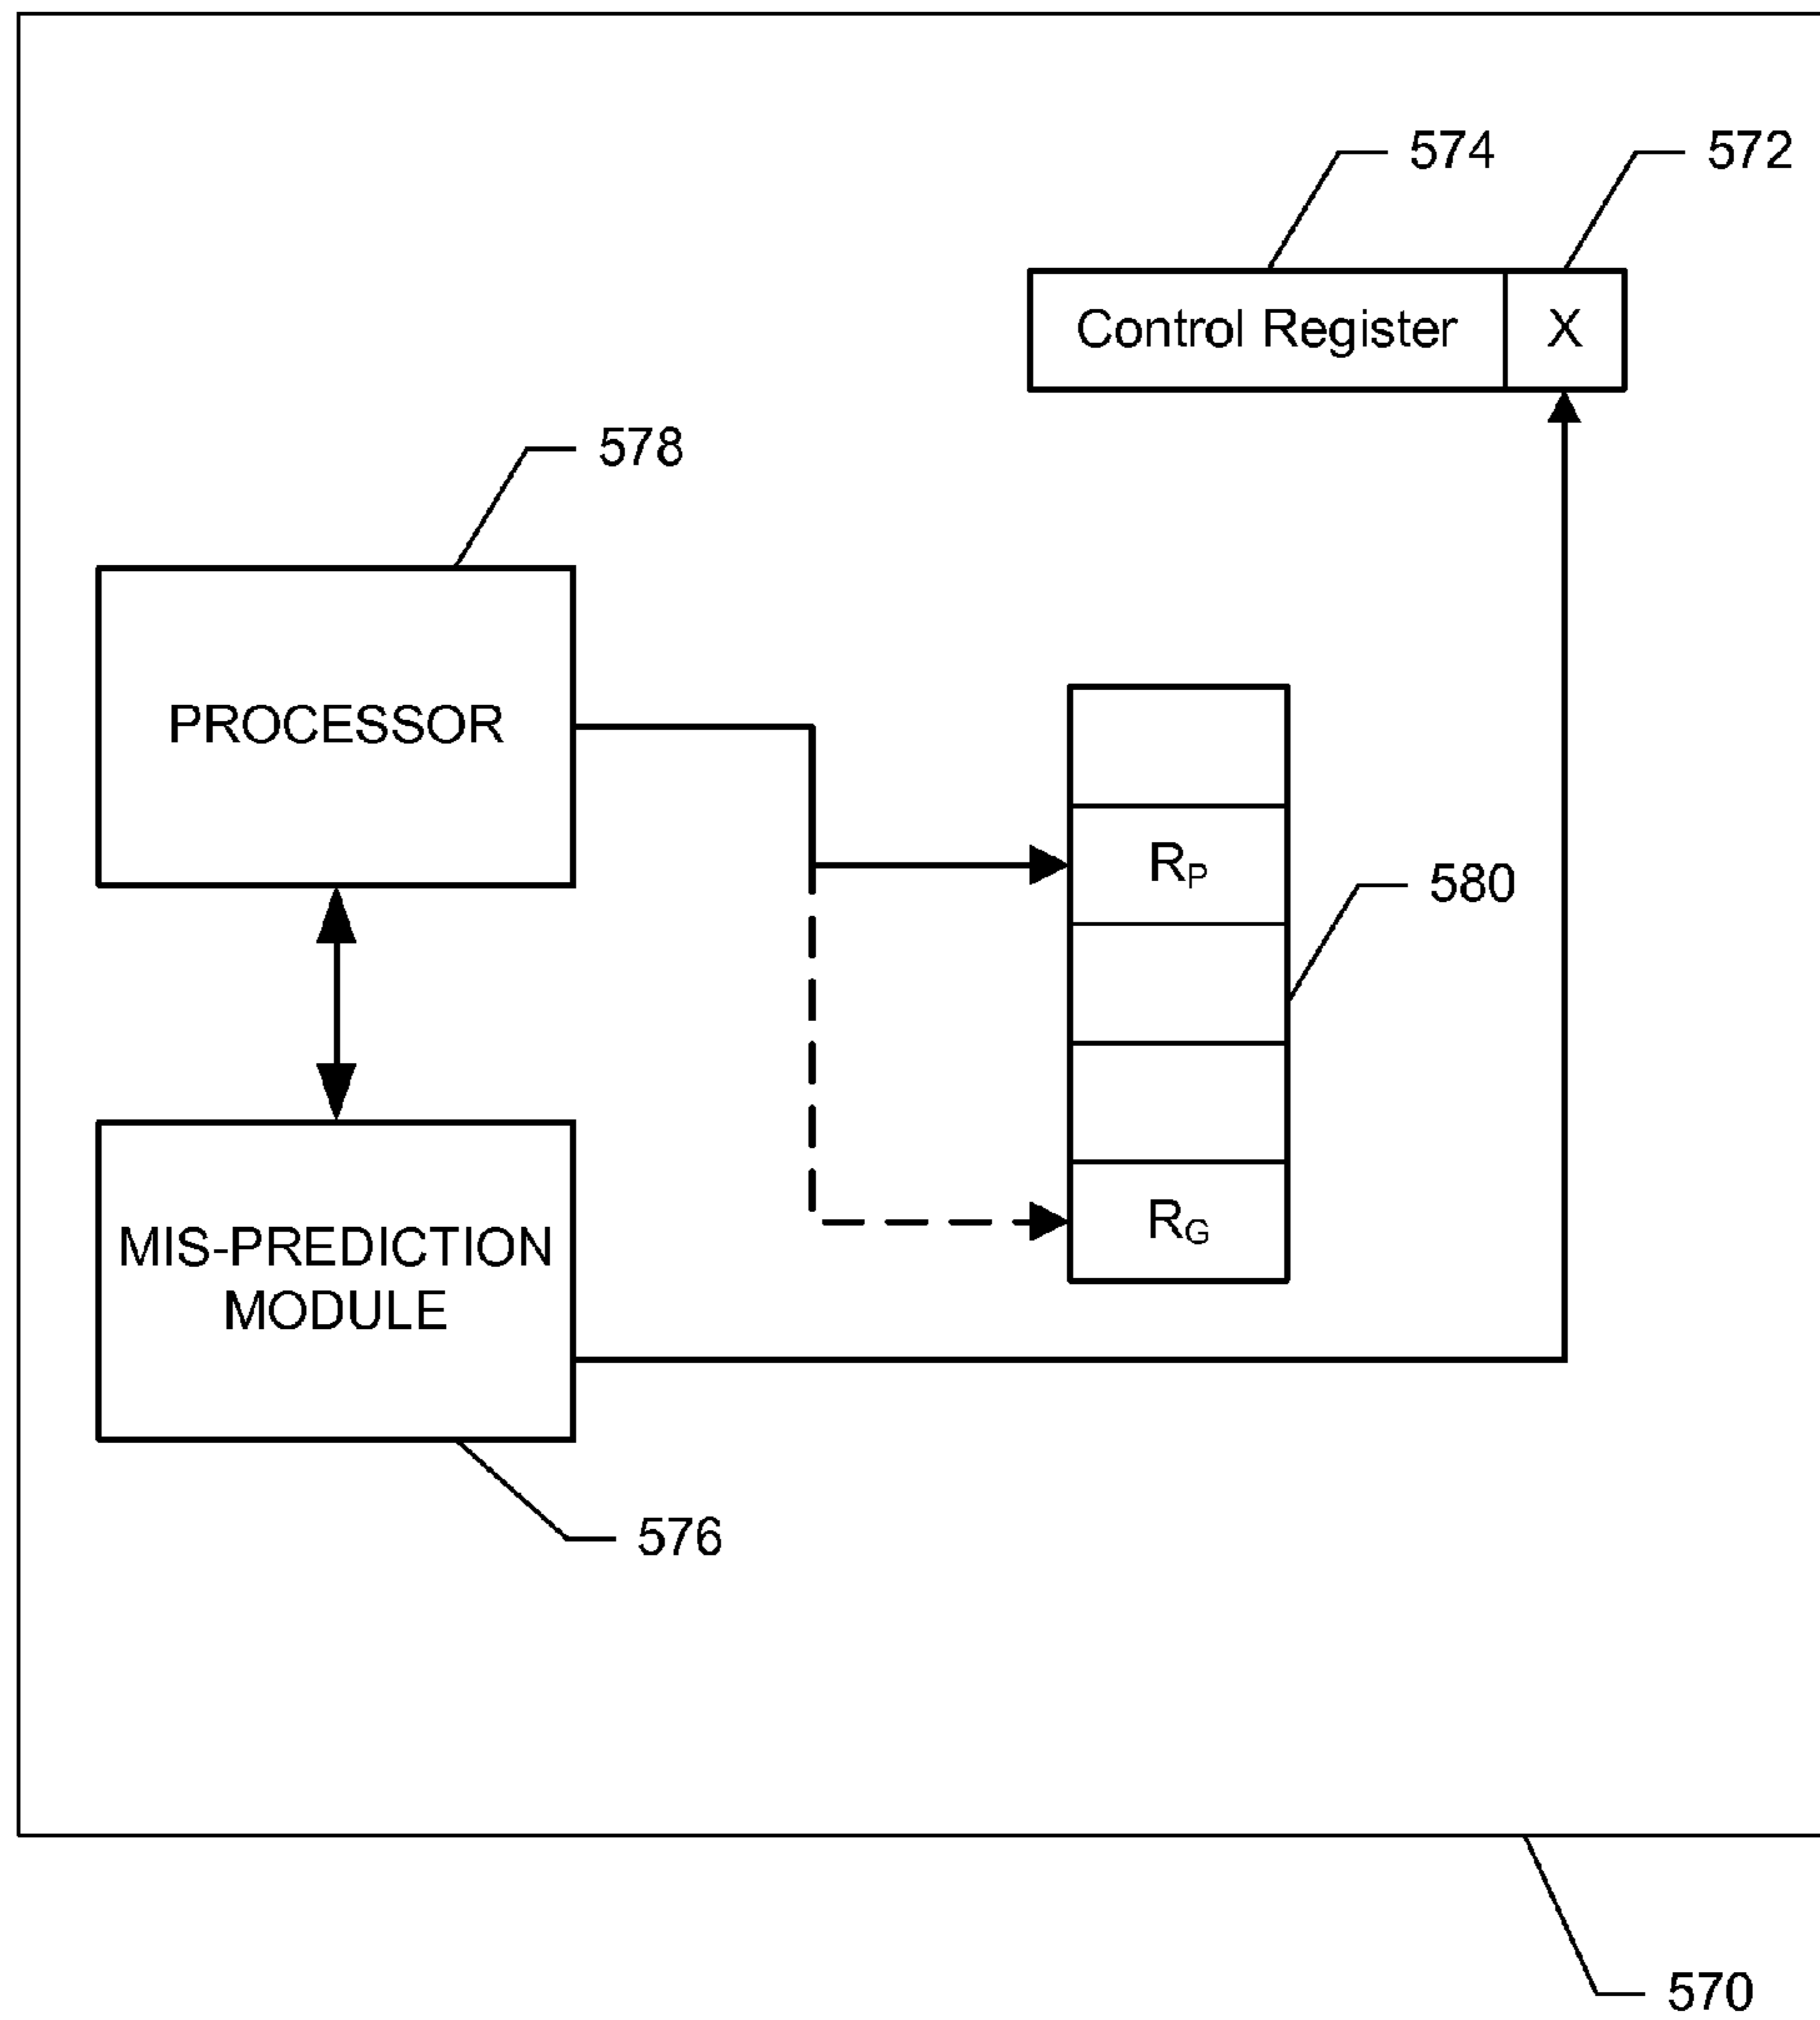 574
572
Control Register
X
578
PROCESSOR
RP
580
RG
MIS-PREDICTION
MODULE
576
570